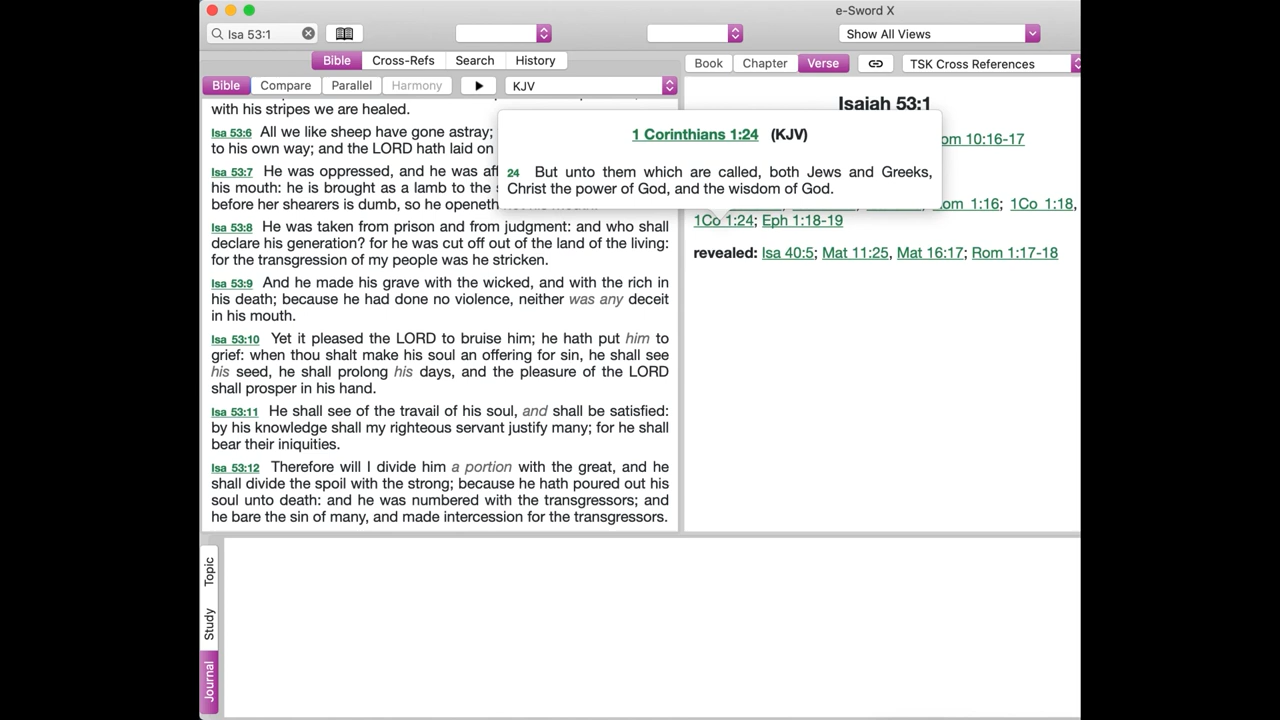 e-Sword X
Isa 53:1
Show All Views
Bible Cross-Refs Search History
Book Chapter Verse TSK Cross References
Bible Compare Parallel Harmony KJV
with his stripes we are healed.
Isa 53:6 All we like sheep have gone astray;
to his own way; and the LORD hath laid on
Isa 53:7 He was oppressed, and he was
his mouth: he is brought as a lamb to the
before her shearers is dumb, so he openeth not his mouth.
Isa 53:8 He was taken from prison and from judgment: and who shall
declare his generation? for he was cut off out of the land of the living:
for the transgression of my people was he stricken.
Isa 53:9 And he made his grave with the wicked, and with the rich in
his death; because he had done no violence, neither was any deceit
in his mouth.
Isa 53:10 Yet it pleased the LORD to bruise him; he hath put him to
grief: when thou shalt make his soul an offering for sin, he shall see
his seed, he shall prolong his days, and the pleasure of the LORD
shall prosper in his hand.
Isa 53:11 He shall see of the travail of his soul, and shall be satisfied:
by his knowledge shall my righteous servant justify many; for he shall
bear their iniquities.
Isa 53:12 Therefore will I divide him a portion with the great, and he
shall divide the spoil with the strong; because he hath poured out his
soul unto death: and he was numbered with the transgressors; and
he bare the sin of many, and made intercession for the transgressors.
Isaiah 53:1
1 Corinthians 1:24 (KJV)
24 But unto them which are called, both Jews and Greeks,
Christ the power of God, and the wisdom of God.
om 10:16-17
om 1:16; 1Co 1:18,
1Co 1:24; Eph 1:18-19
revealed: Isa 40:5; Mat 11:25, Mat 16:17; Rom 1:17-18
Topic
Study
Journal